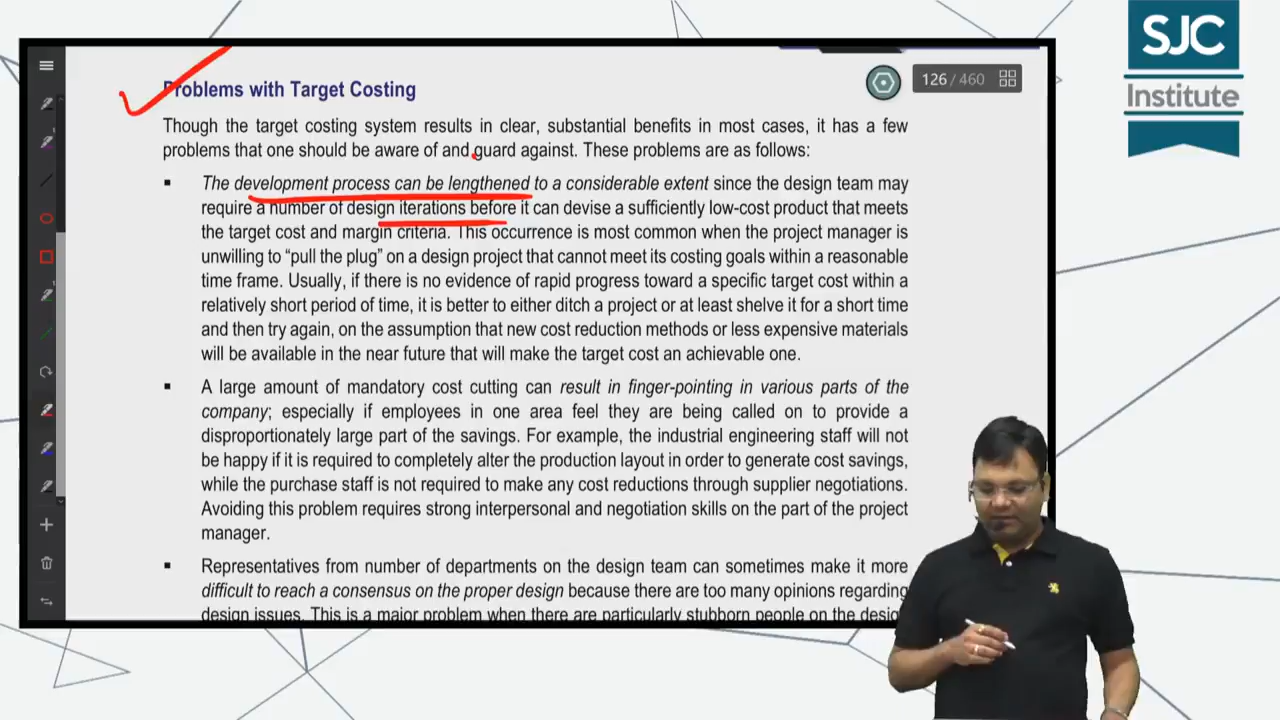 SJC
Institute
126 / 460
Problems with Target Costing
Though the target costing system results in clear, substantial benefits in most cases, it has a few
problems that one should be aware of and guard against. These problems are as follows:
▪ The development process can be lengthened to a considerable extent since the design team may
require a number of design iterations before it can devise a sufficiently low-cost product that meets
the target cost and margin criteria. This occurrence is most common when the project manager is
unwilling to “pull the plug” on a design project that cannot meet its costing goals within a reasonable
time frame. Usually, if there is no evidence of rapid progress toward a specific target cost within a
relatively short period of time, it is better to either ditch a project or at least shelve it for a short time
and then try again, on the assumption that new cost reduction methods or less expensive materials
will be available in the near future that will make the target cost an achievable one.
▪ A large amount of mandatory cost cutting can result in finger-pointing in various parts of the
company; especially if employees in one area feel they are being called on to provide a
disproportionately large part of the savings. For example, the industrial engineering staff will not
be happy if it is required to completely alter the production layout in order to generate cost savings,
while the purchase staff is not required to make any cost reductions through supplier negotiations.
Avoiding this problem requires strong interpersonal and negotiation skills on the part of the project
manager.
▪ Representatives from number of departments on the design team can sometimes make it more
difficult to reach a consensus on the proper design because there are too many opinions regarding
design issues. This is a major problem when there are particularly stubborn people on the design